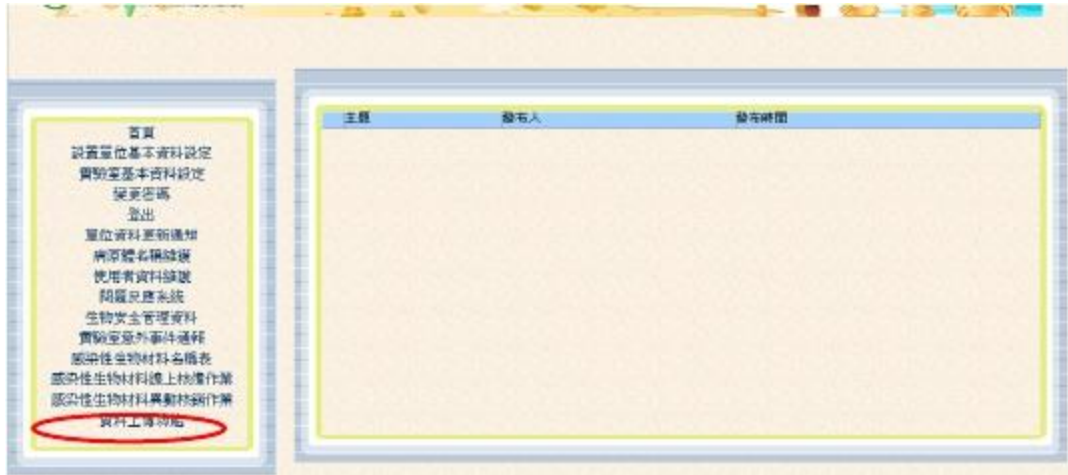 主題 發布人 發布時間
首頁
設置單位基本資料設定
實驗室基本資料設定
變更密碼
登出
單位資料更新通知
病原體名稱維護
使用者資料維護
問題反應系統
生物安全管理資料
實驗室意外事件通報
感染性生物材料名稱表
感染性生物材料線上核備作業
感染性生物材料異動核銷作業
資料上傳功能